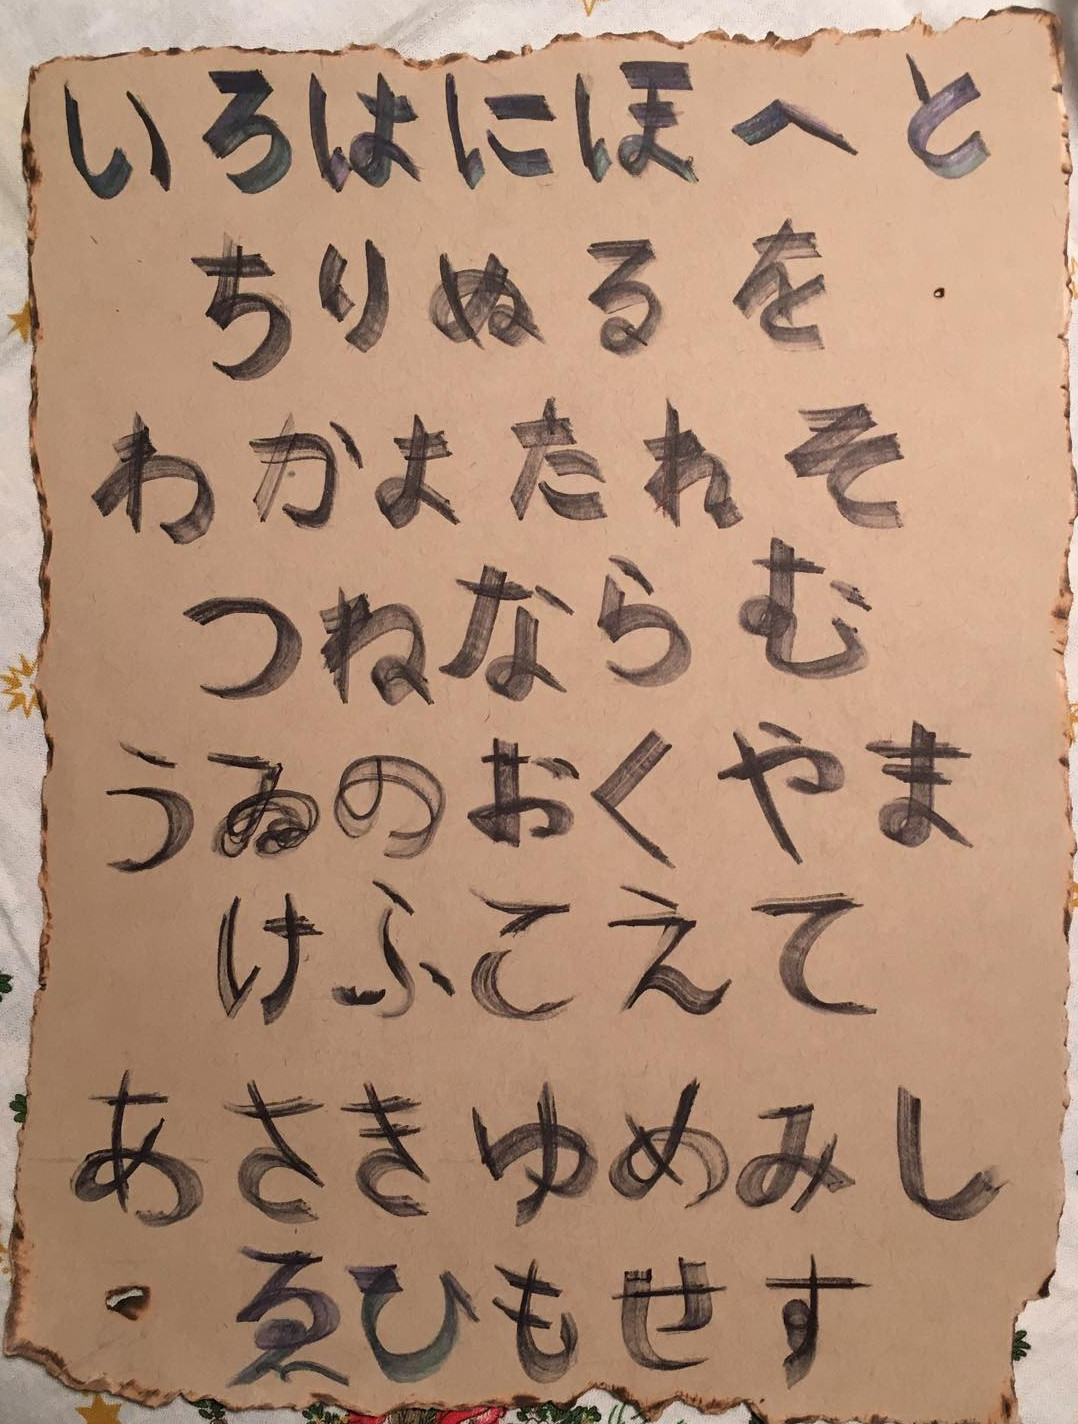 いろはにほへと
ちりぬるを
わかまたれそ
つねならむ
うゐのおくやま
けふこえて
あさきゆめみし
ゑひもせす